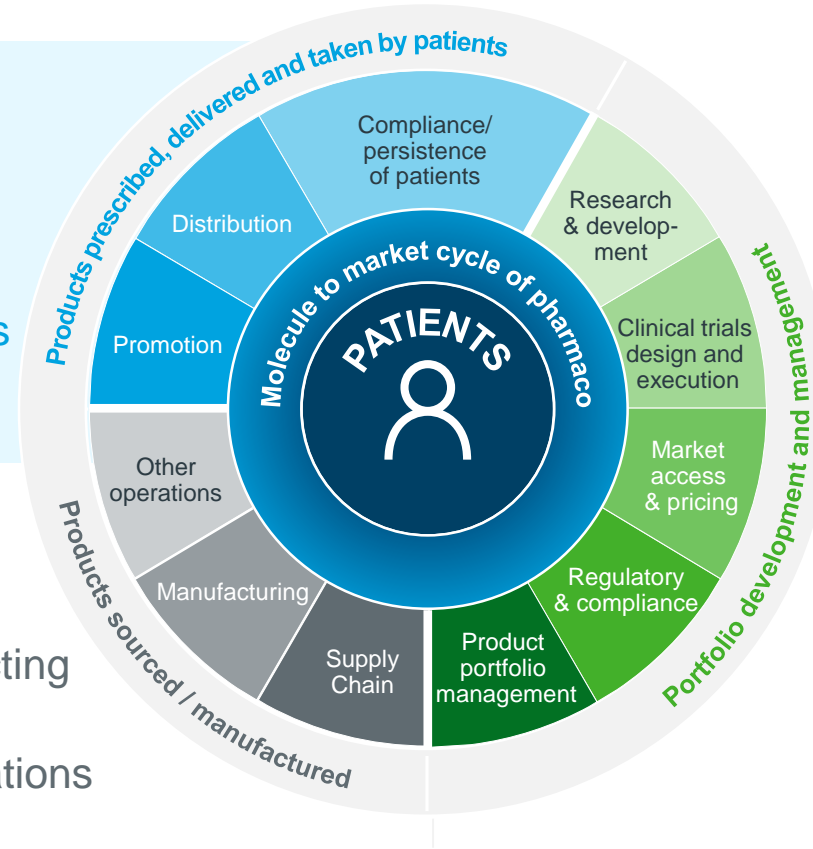 Products prescribed, delivered and taken by patients
Compliance/
persistence
of patients
Distribution
Promotion
Research
& develop-
ment
Clinical trials
design and
execution
Market
access
& pricing
Regulatory
& compliance
Product
portfolio
management
Portfolio development and management
Supply
Chain
Manufacturing
Other
operations
Products sourced / manufactured
Molecule to market cycle of pharmaco
PATIENTS